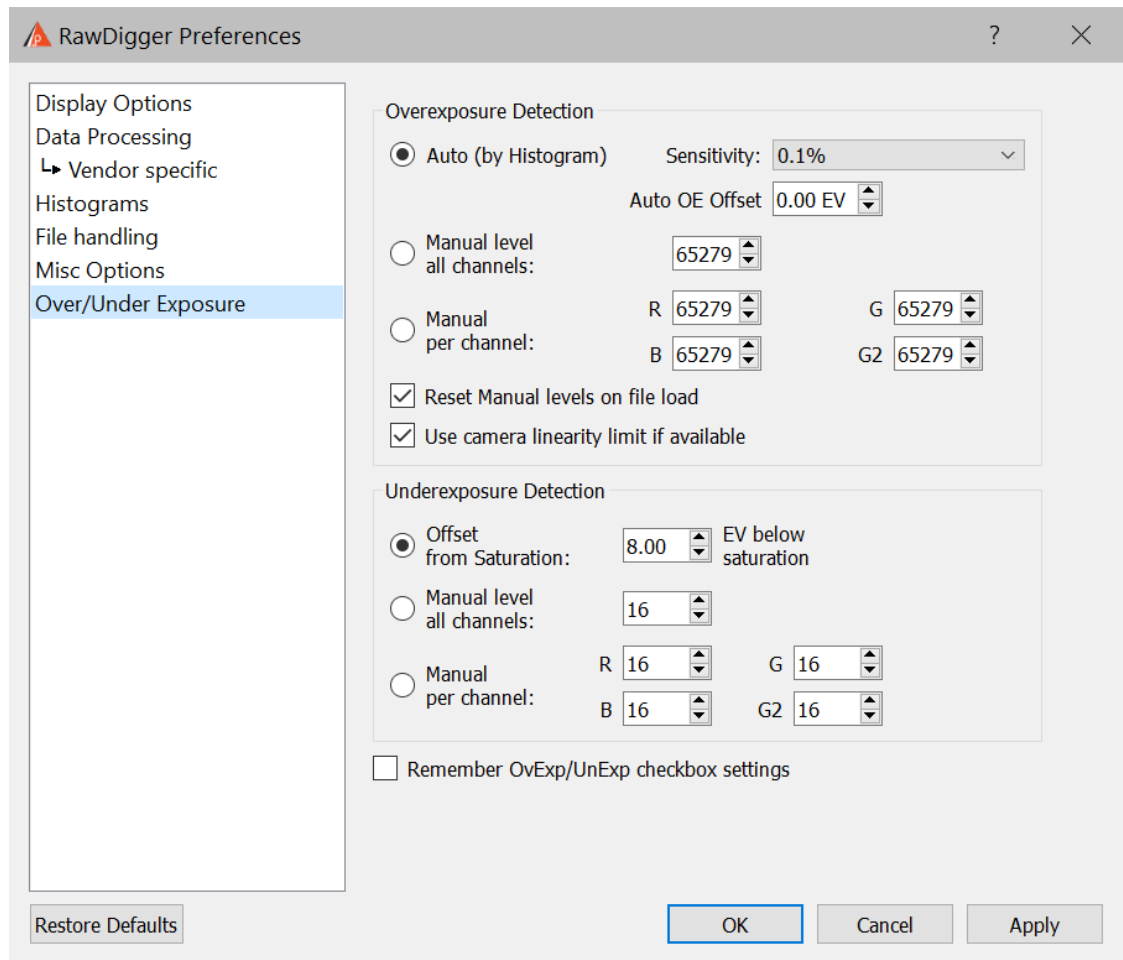 RawDigger Preferences
?
Display Options
Data Processing
Vendor specific
Histograms
File handling
Misc Options
Over/Under Exposure
Overexposure Detection
Auto (by Histogram) Sensitivity: 0.1%
Auto OE Offset 0.00 EV
Manual level
all channels: 65279
Manual
per channel:
R 65279 G 65279
B 65279 G2 65279
Reset Manual levels on file load
Use camera linearity limit if available
Underexposure Detection
Offset
from Saturation: 8.00 EV below
saturation
Manual level
all channels: 16
Manual
per channel:
R 16 G 16
B 16 G2 16
Remember OvExp/UnExp checkbox settings
Restore Defaults OK Cancel Apply